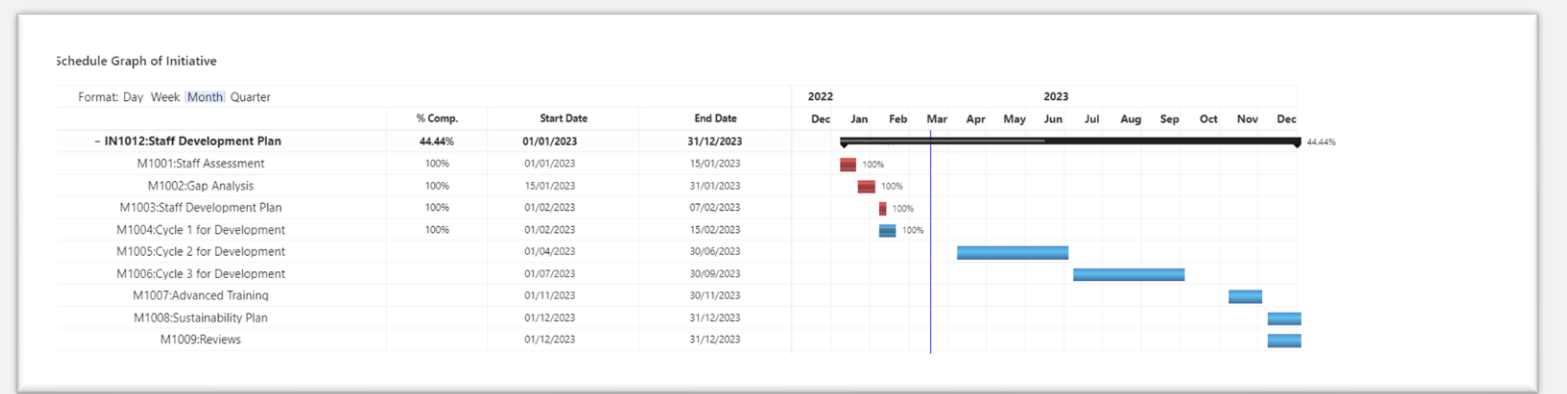 Schedule Graph of Initiative
Format: Day Week Month Quarter 2022 2023
% Comp. Start Date End Date Dec Jan Feb Mar Apr May Jun Jul Aug Sep Oct Nov Dec
− IN1012:Staff Development Plan 44.44% 01/01/2023 31/12/2023 44.44%
M1001:Staff Assessment 100% 01/01/2023 15/01/2023 100%
M1002:Gap Analysis 100% 15/01/2023 31/01/2023 100%
M1003:Staff Development Plan 100% 01/02/2023 07/02/2023 100%
M1004:Cycle 1 for Development 100% 01/02/2023 15/02/2023 100%
M1005:Cycle 2 for Development 01/04/2023 30/06/2023
M1006:Cycle 3 for Development 01/07/2023 30/09/2023
M1007:Advanced Training 01/11/2023 30/11/2023
M1008:Sustainability Plan 01/12/2023 31/12/2023
M1009:Reviews 01/12/2023 31/12/2023